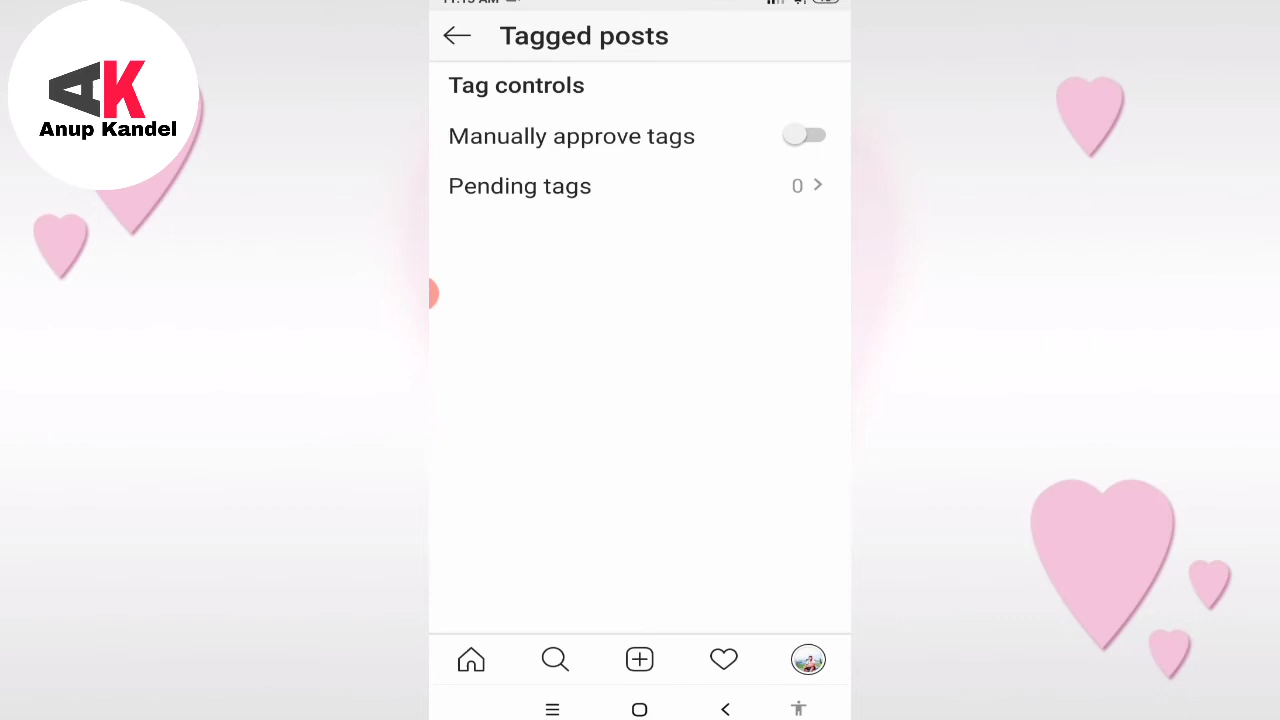 Tagged posts
AK
Anup Kandel
Tag controls
Manually approve tags
Pending tags
0